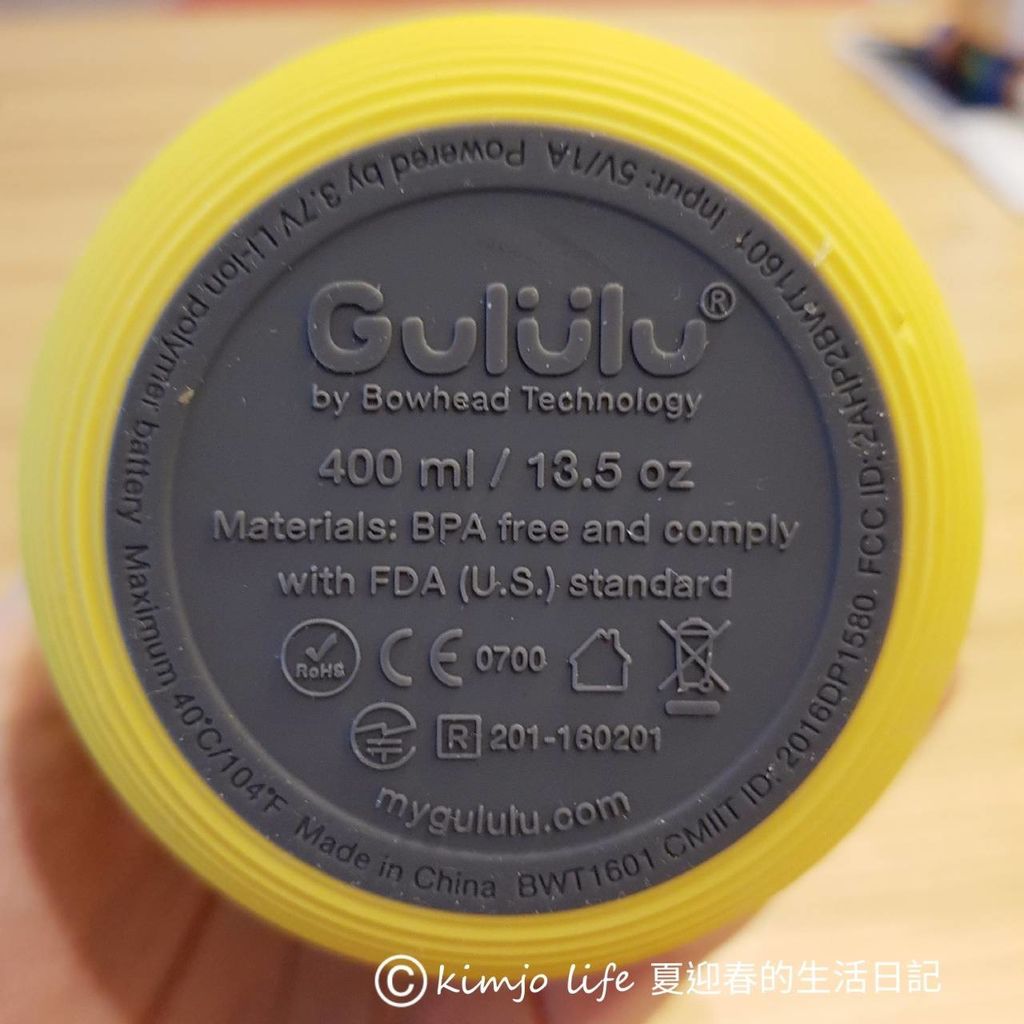 Gululu®
by Bowhead Technology
400 ml / 13.5 oz
Materials: BPA free and comply
with FDA (U.S.) standard
RoHS CE 0700
R 201-160201
mygululu.com
Input: 5V/1A Powered by 3.7V Li-Ion polymer battery Maximum 40°C/104°F Made in China BWT1601 CMIIT ID: 2016DP1580 FCC ID:2AHP2BWT1601
©kimjo life 夏迎春的生活日記